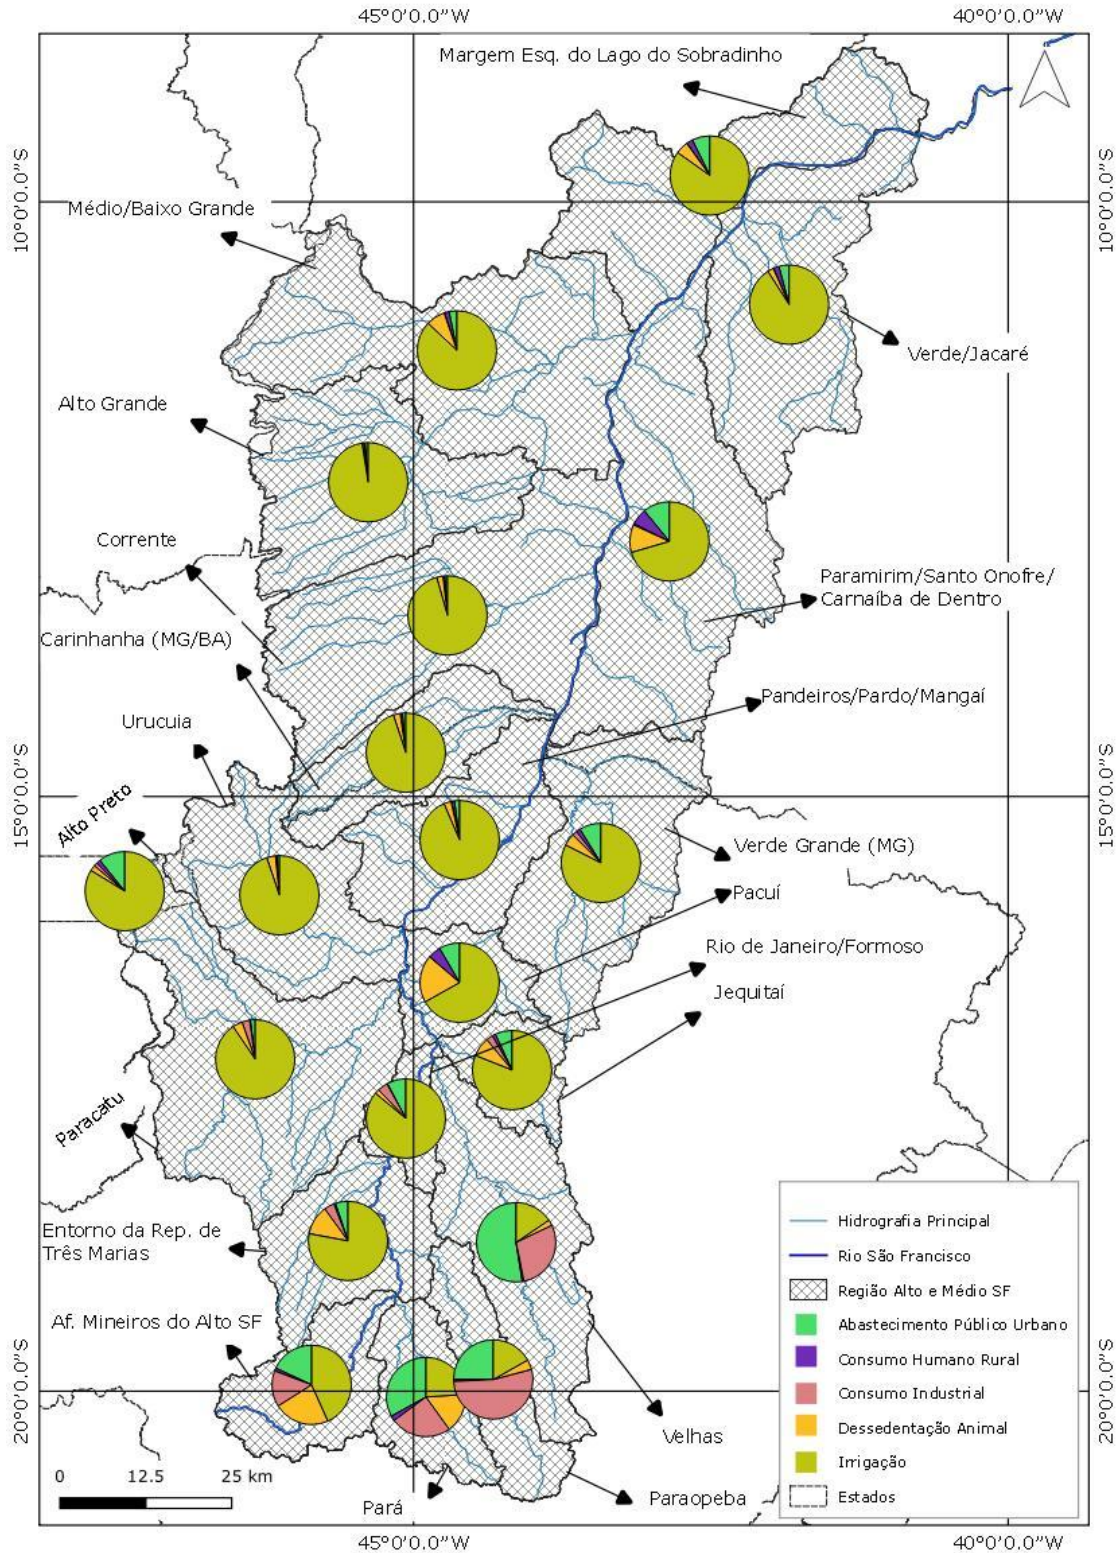 45°0'0.0"W
40°0'0.0"W
Margem Esq. do Lago do Sobradinho
10°0'0.0"S
10°0'0.0"S
Médio/Baixo Grande
Verde/Jacaré
Alto Grande
Corrente
Paramirim/Santo Onofre/
Carnaíba de Dentro
Carinhanha (MG/BA)
Pandeiros/Pardo/Mangaí
Urucuia
15°0'0.0"S
15°0'0.0"S
Alto Preto
Verde Grande (MG)
Pacuí
Rio de Janeiro/Formoso
Jequitaí
Paracatu
Entorno da Rep. de
Três Marias
Af. Mineiros do Alto SF
Hidrografia Principal
Rio São Francisco
Região Alto e Médio SF
Abastecimento Público Urbano
Consumo Humano Rural
Consumo Industrial
Dessedentação Animal
Irrigação
Estados
20°0'0.0"S
20°0'0.0"S
Velhas
0 12.5 25 km
Pará
Paraopeba
45°0'0.0"W
40°0'0.0"W